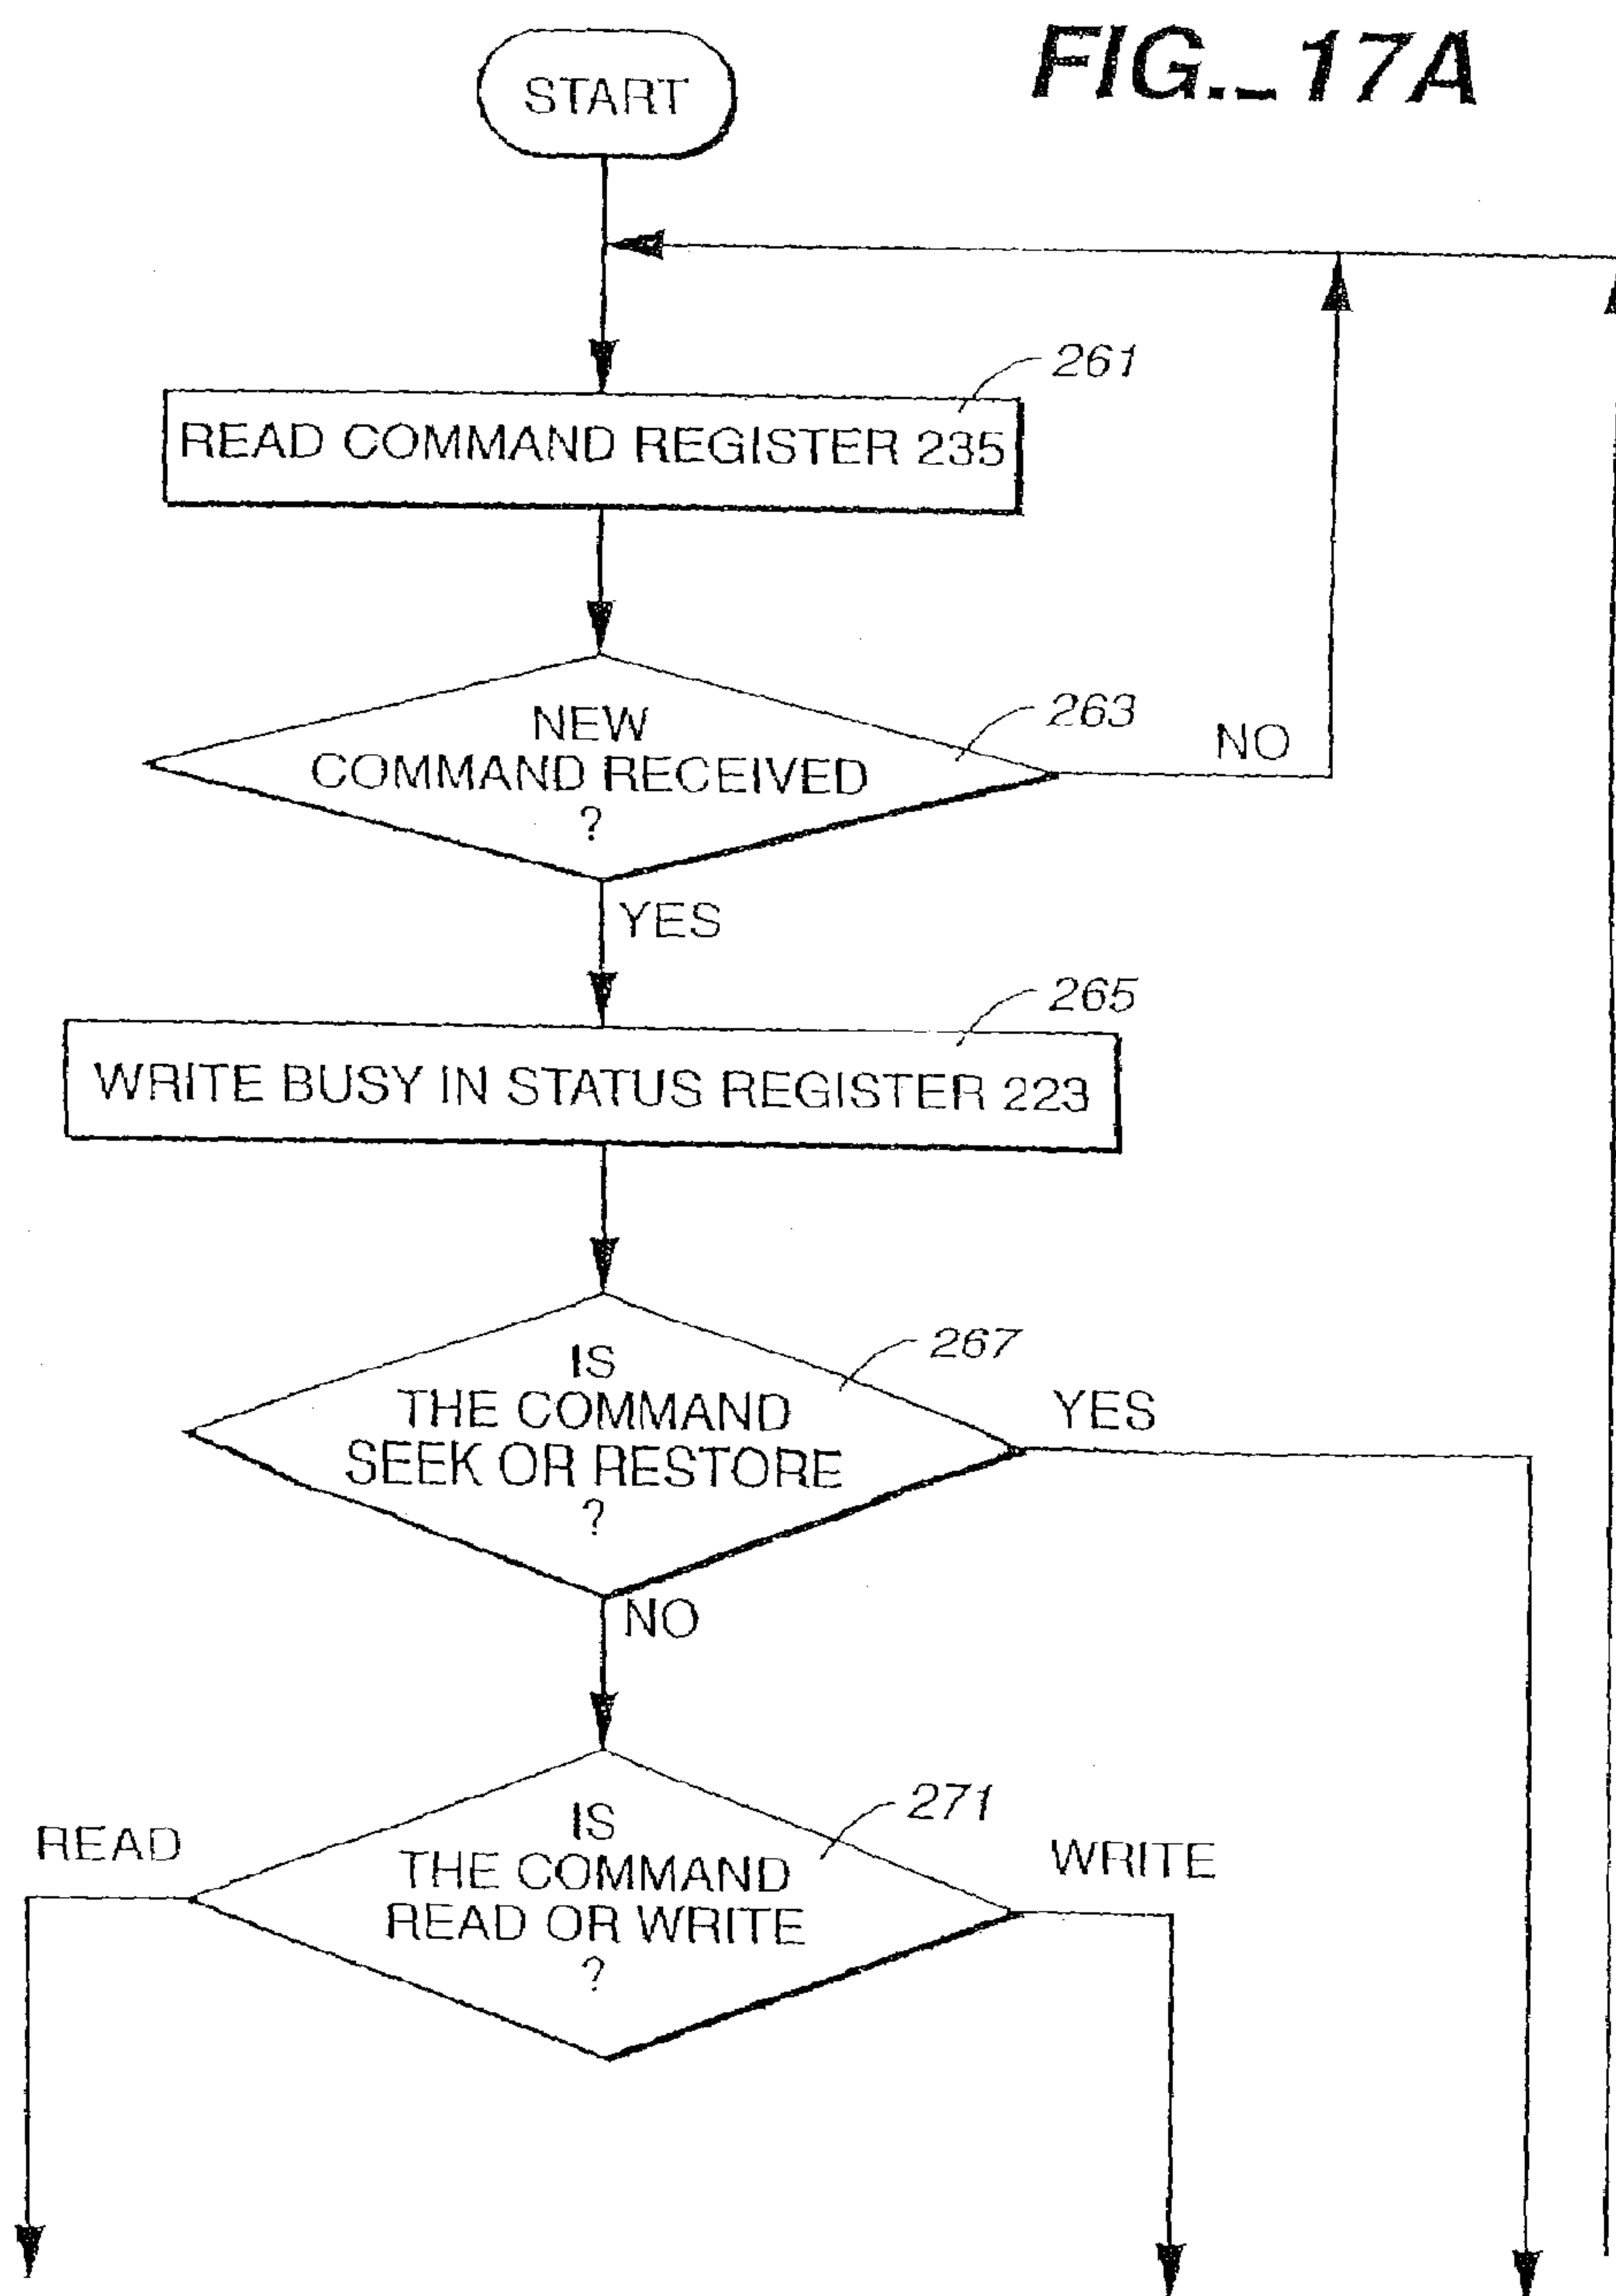 FIG._17A
START
261
READ COMMAND REGISTER 235
263
NEW
COMMAND RECEIVED
?
NO
YES
265
WRITE BUSY IN STATUS REGISTER 223
267
IS
THE COMMAND
SEEK OR RESTORE
?
YES
NO
271
IS
THE COMMAND
READ OR WRITE
?
READ
WRITE